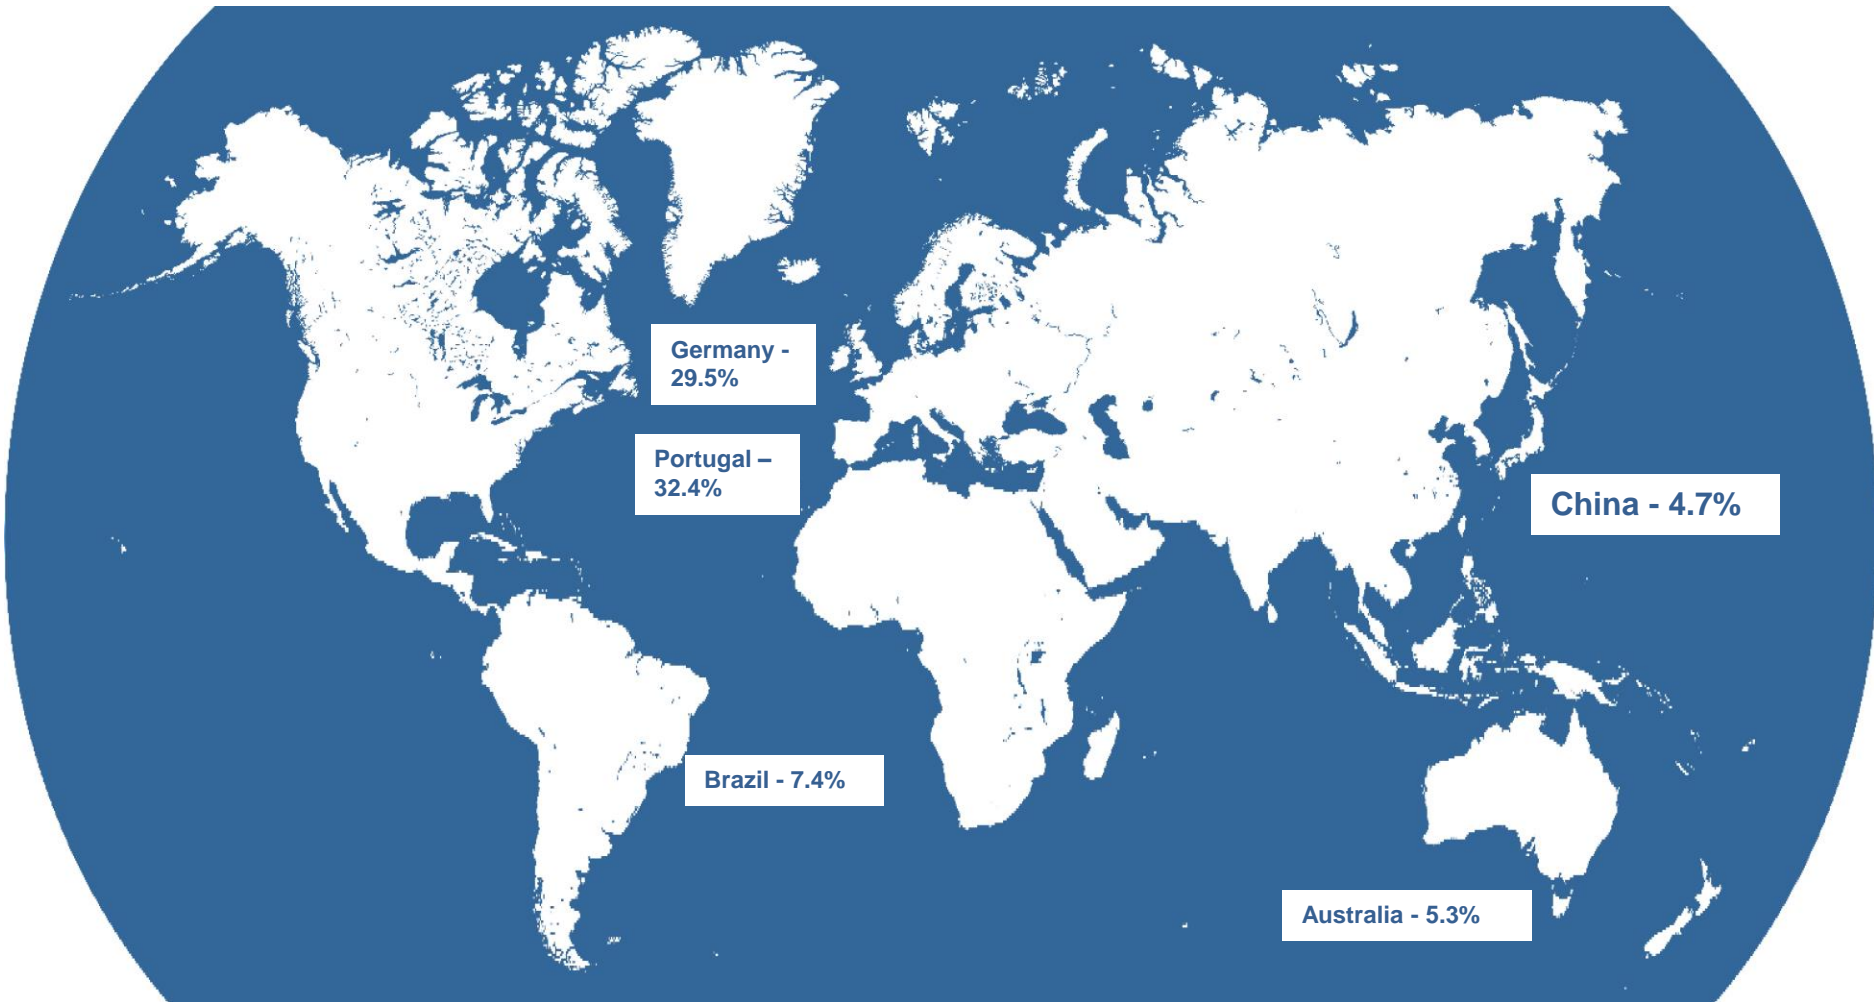 Germany -
29.5%
Portugal –
32.4%
China - 4.7%
Brazil - 7.4%
Australia - 5.3%